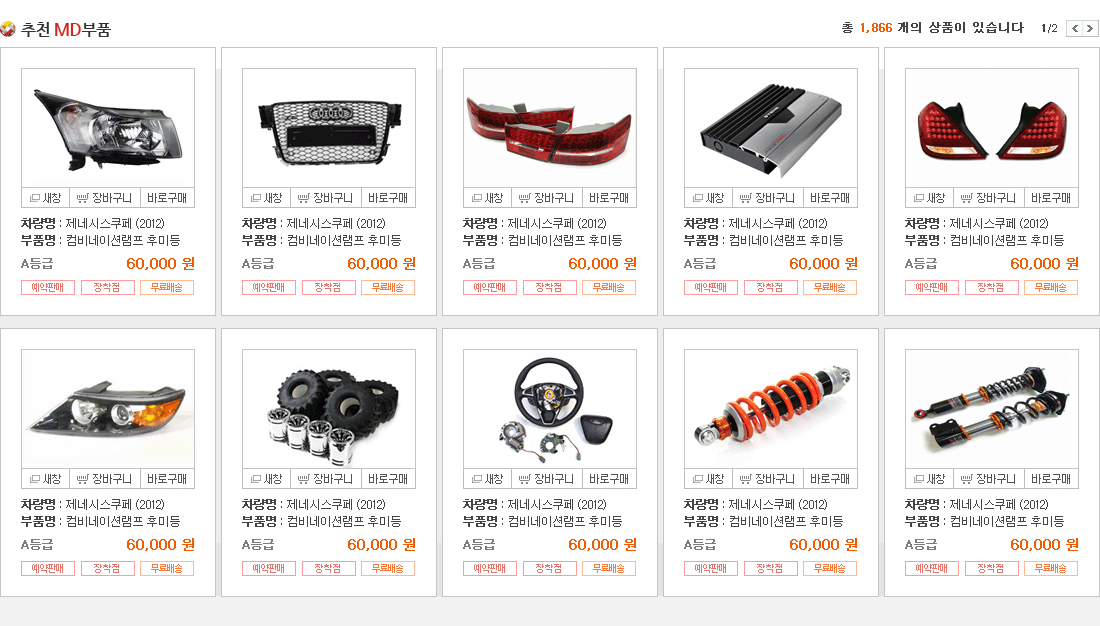 추천 MD부품
총 1,866 개의 상품이 있습니다 1/2
새창 장바구니 바로구매 새창 장바구니 바로구매 새창 장바구니 바로구매 새창 장바구니 바로구매 새창 장바구니 바로구매
차량명 : 제네시스쿠페 (2012) 차량명 : 제네시스쿠페 (2012) 차량명 : 제네시스쿠페 (2012) 차량명 : 제네시스쿠페 (2012) 차량명 : 제네시스쿠페 (2012)
부품명 : 컴비네이션램프 후미등 부품명 : 컴비네이션램프 후미등 부품명 : 컴비네이션램프 후미등 부품명 : 컴비네이션램프 후미등 부품명 : 컴비네이션램프 후미등
A등급 60,000 원 A등급 60,000 원 A등급 60,000 원 A등급 60,000 원 A등급 60,000 원
예약판매 장착점 무료배송 예약판매 장착점 무료배송 예약판매 장착점 무료배송 예약판매 장착점 무료배송 예약판매 장착점 무료배송
새창 장바구니 바로구매 새창 장바구니 바로구매 새창 장바구니 바로구매 새창 장바구니 바로구매 새창 장바구니 바로구매
차량명 : 제네시스쿠페 (2012) 차량명 : 제네시스쿠페 (2012) 차량명 : 제네시스쿠페 (2012) 차량명 : 제네시스쿠페 (2012) 차량명 : 제네시스쿠페 (2012)
부품명 : 컴비네이션램프 후미등 부품명 : 컴비네이션램프 후미등 부품명 : 컴비네이션램프 후미등 부품명 : 컴비네이션램프 후미등 부품명 : 컴비네이션램프 후미등
A등급 60,000 원 A등급 60,000 원 A등급 60,000 원 A등급 60,000 원 A등급 60,000 원
예약판매 장착점 무료배송 예약판매 장착점 무료배송 예약판매 장착점 무료배송 예약판매 장착점 무료배송 예약판매 장착점 무료배송